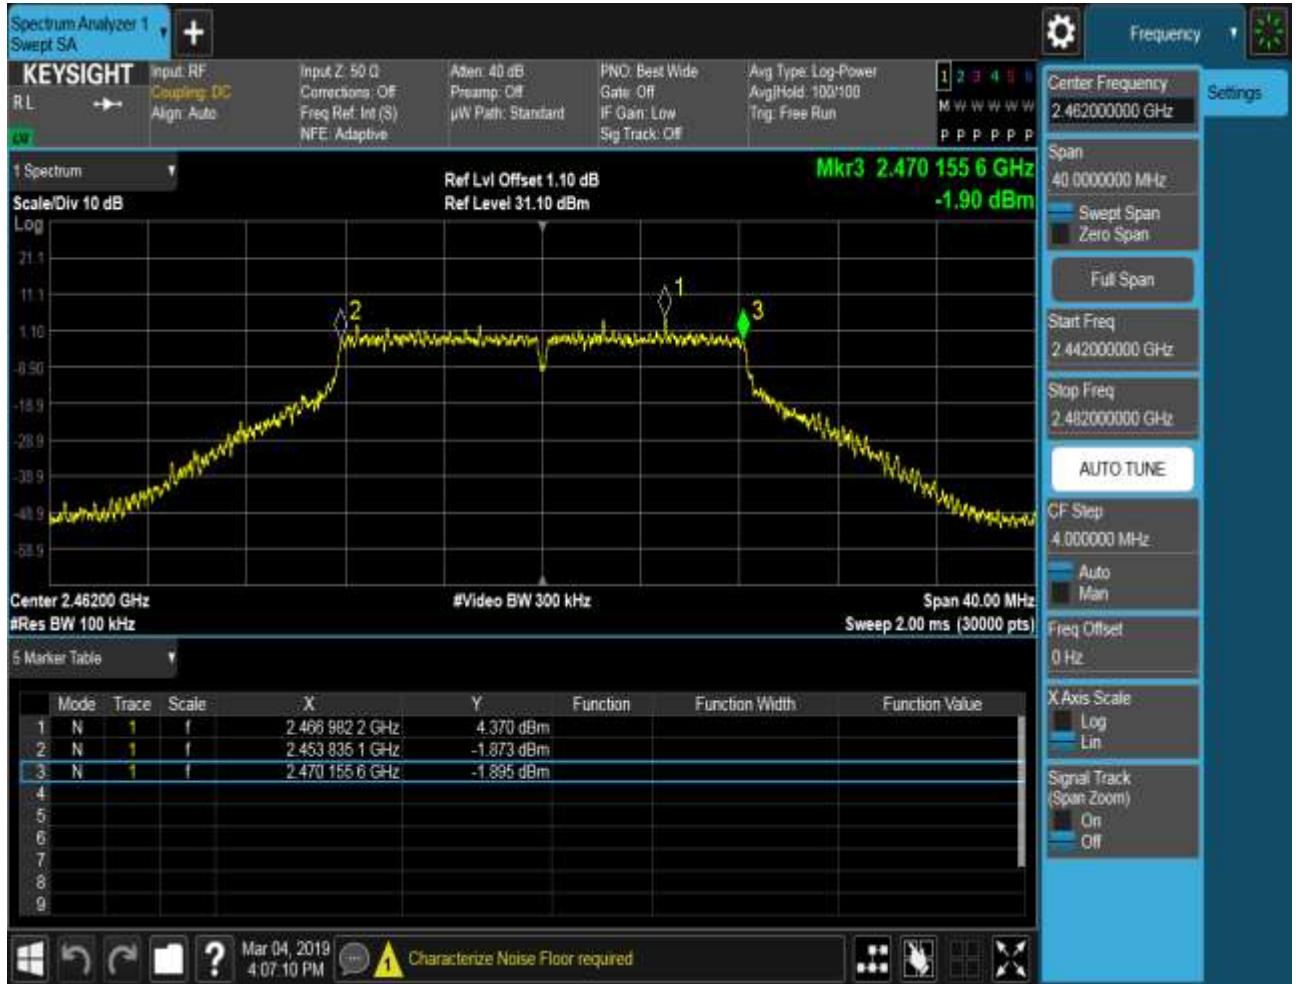 Spectrum Analyzer 1
Swept SA
+
Frequency
KEYSIGHT
RL
Input: RF
Coupling: DC
Align: Auto
Input Z: 50 Ω
Corrections: Off
Freq Ref: Int (S)
NFE: Adaptive
Atten: 40 dB
Preamp: Off
µW Path: Standard
PNO: Best Wide
Gate: Off
IF Gain: Low
Sig Track: Off
Avg Type: Log-Power
Avg|Hold: 100/100
Trig: Free Run
1 2 3 4 5 6
M W W W W W
P P P P P P
1 Spectrum
Scale/Div 10 dB
Ref Lvl Offset 1.10 dB
Ref Level 31.10 dBm
Mkr3 2.470 155 6 GHz
-1.90 dBm
Log
21.1
11.1
1.10
-8.90
-18.9
-28.9
-38.9
-48.9
-58.9
1
2
3
Center 2.46200 GHz
#Res BW 100 kHz
#Video BW 300 kHz
Span 40.00 MHz
Sweep 2.00 ms (30000 pts)
5 Marker Table
Mode Trace Scale X Y Function Function Width Function Value
1 N 1 f 2.466 982 2 GHz 4.370 dBm
2 N 1 f 2.453 835 1 GHz -1.873 dBm
3 N 1 f 2.470 155 6 GHz -1.895 dBm
4
5
6
7
8
9
Mar 04, 2019
4:07:10 PM
?
1
Characterize Noise Floor required
Center Frequency
2.462000000 GHz
Settings
Span
40.0000000 MHz
Swept Span
Zero Span
Full Span
Start Freq
2.442000000 GHz
Stop Freq
2.482000000 GHz
AUTO TUNE
CF Step
4.000000 MHz
Auto
Man
Freq Offset
0 Hz
X Axis Scale
Log
Lin
Signal Track
(Span Zoom)
On
Off